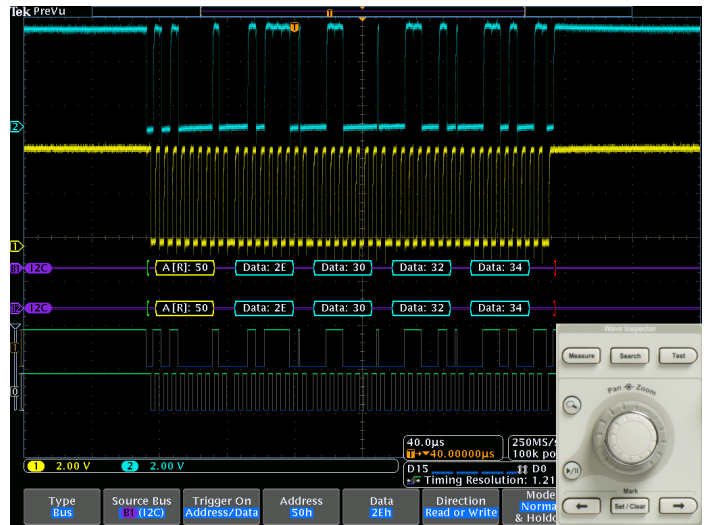 Tek PreVu
T
T
2
1
B1 I2C
A [R]: 50 Data: 2E Data: 30 Data: 32 Data: 34
B2 I2C
A [R]: 50 Data: 2E Data: 30 Data: 32 Data: 34
1
0
Wave Inspector
Measure Search Test
Pan Zoom
Mark
Set / Clear
40.0µs
T 40.00000µs
250MS/s
100k po
1 2.00 V 2 2.00 V
D15 D0
Timing Resolution: 1.21
Type
Bus
Source Bus
B1 (I2C)
Trigger On
Address/Data
Address
50h
Data
2Eh
Direction
Read or Write
Mode
Norma
& Holdo